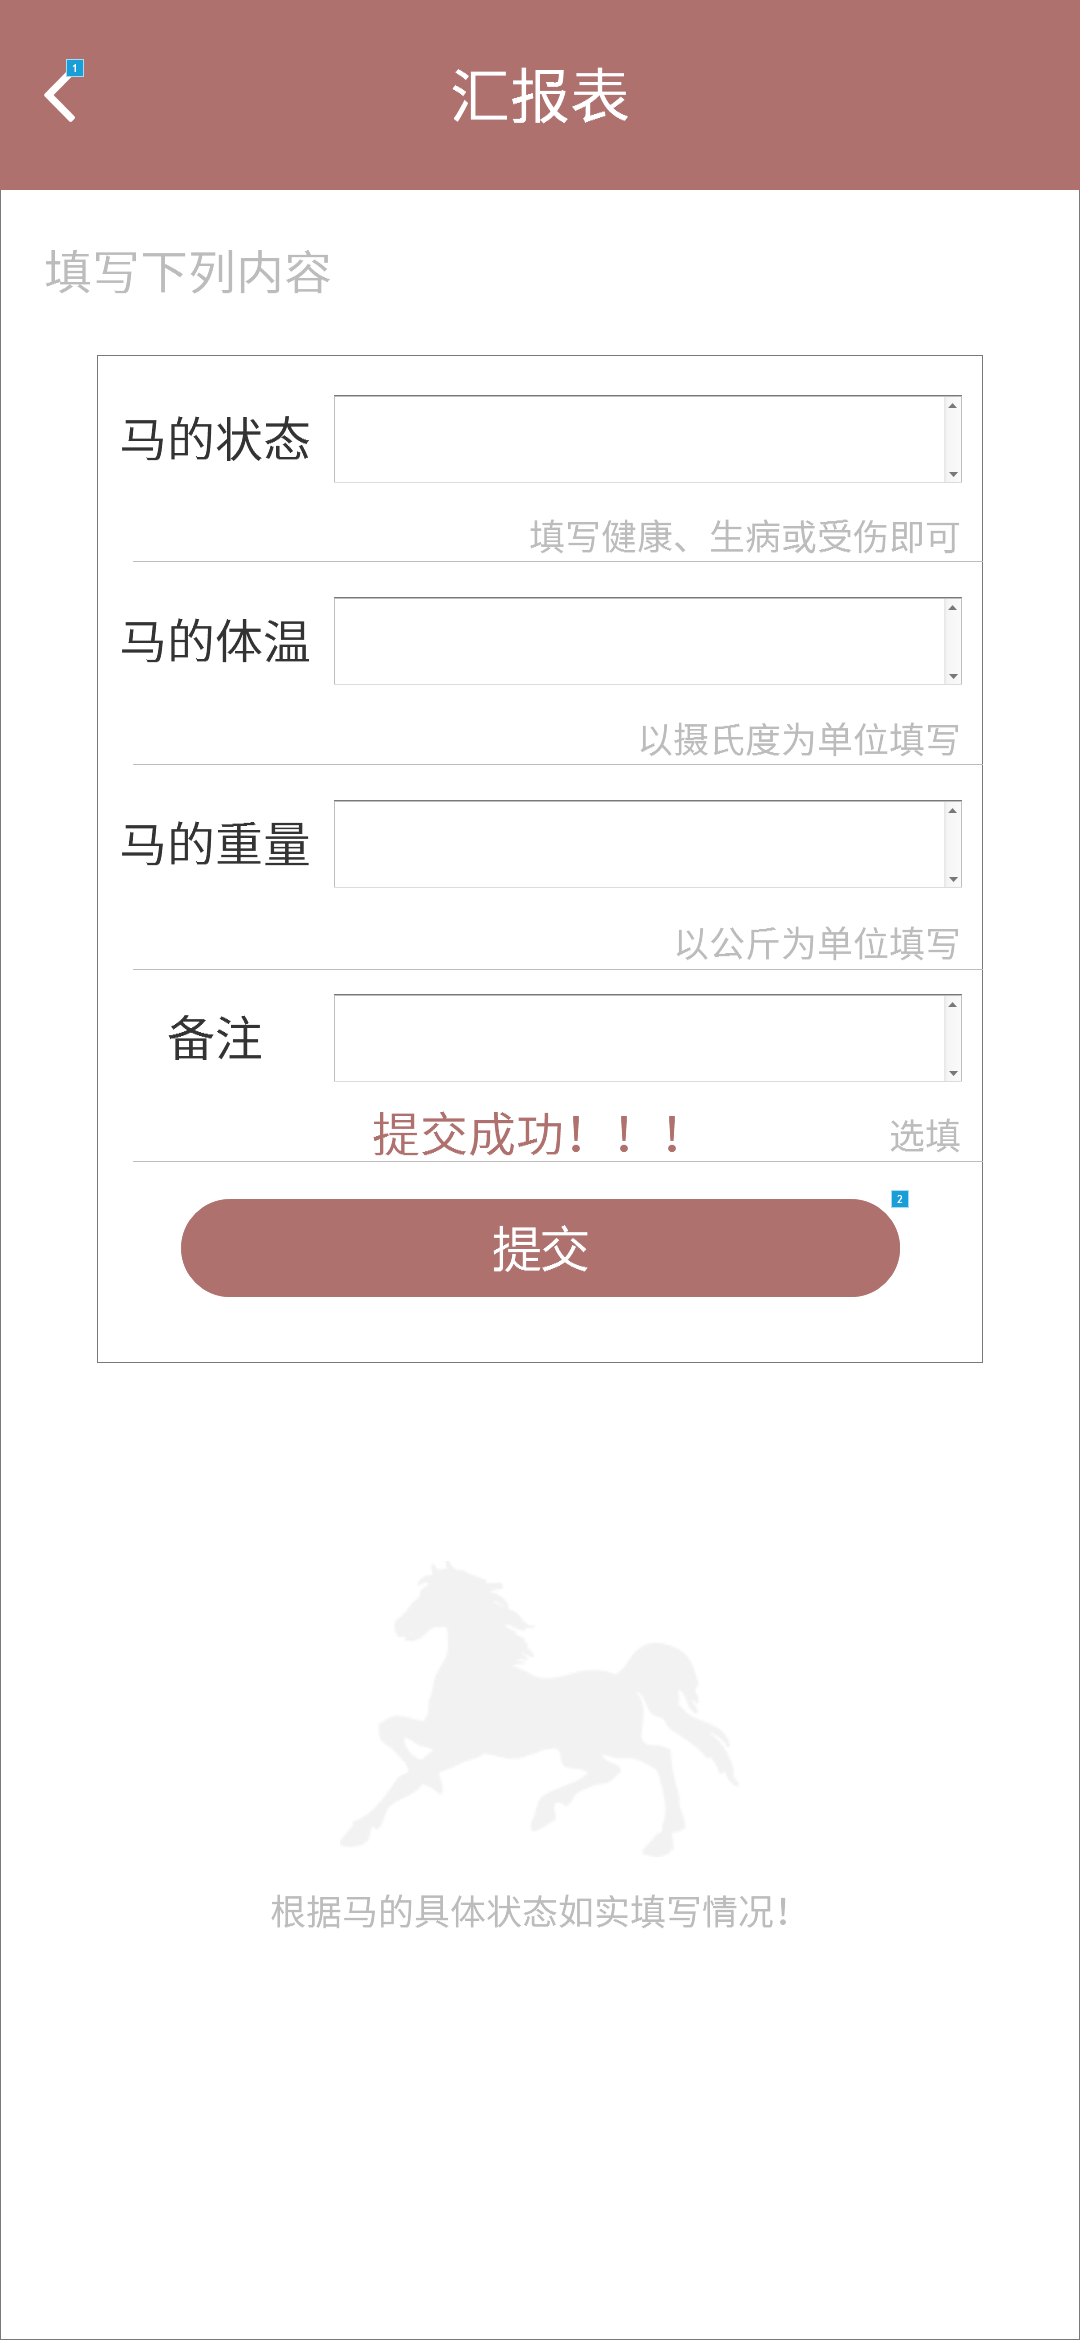 1
汇报表
填写下列内容
马的状态
填写健康、生病或受伤即可
马的体温
以摄氏度为单位填写
马的重量
以公斤为单位填写
备注
提交成功！！！
选填
2
提交
根据马的具体状态如实填写情况！